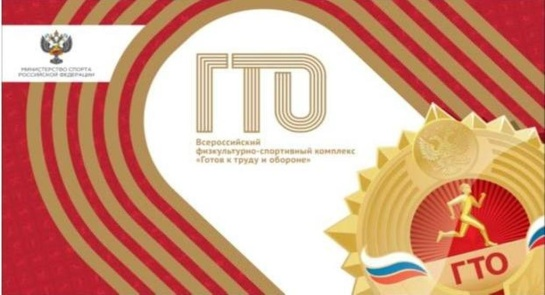 МИНИСТЕРСТВО СПОРТА
РОССИЙСКОЙ ФЕДЕРАЦИИ
ГТО
Всероссийский
физкультурно-спортивный комплекс
«Готов к труду и обороне»
ГТО